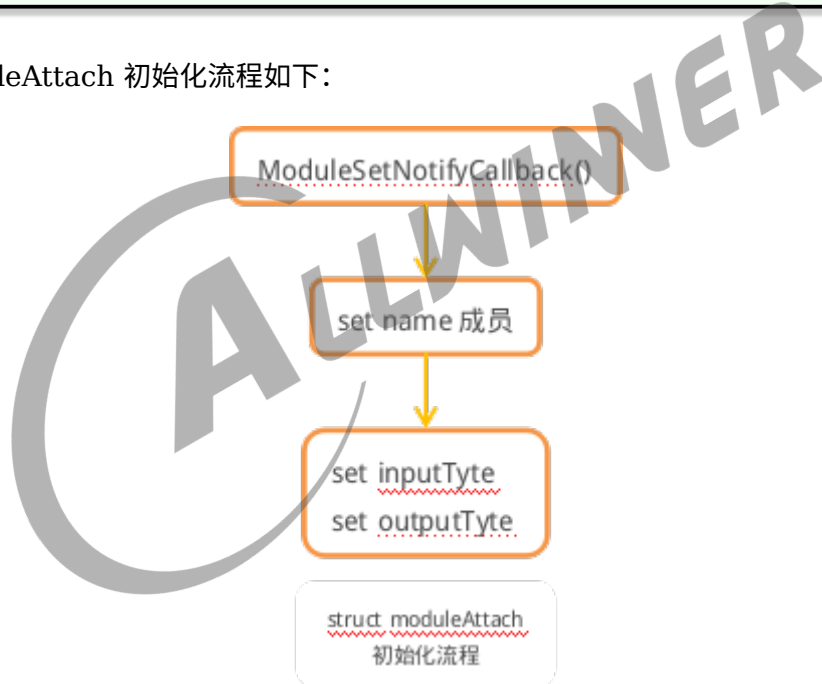 leAttach 初始化流程如下：
ModuleSetNotifyCallback()
set name 成员
set inputTyte
set outputTyte
struct moduleAttach
初始化流程
ALLWINNER